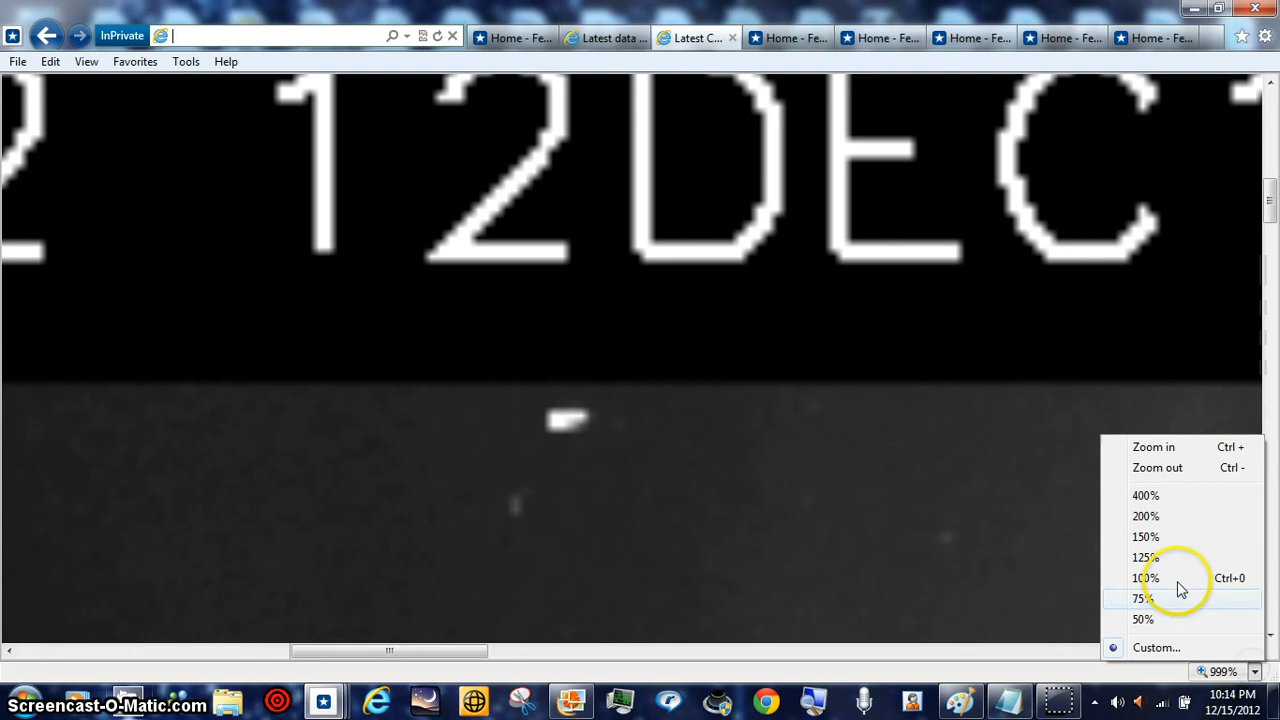 InPrivate
Home - Fe...
Latest data ...
Latest C...
Home - Fe...
Home - Fe...
Home - Fe...
Home - Fe...
Home - Fe...
File Edit View Favorites Tools Help
2 12DEC
Zoom in Ctrl +
Zoom out Ctrl -
400%
200%
150%
125%
100% Ctrl+0
75%
50%
Custom...
999%
Screencast-O-Matic.com
10:14 PM
12/15/2012